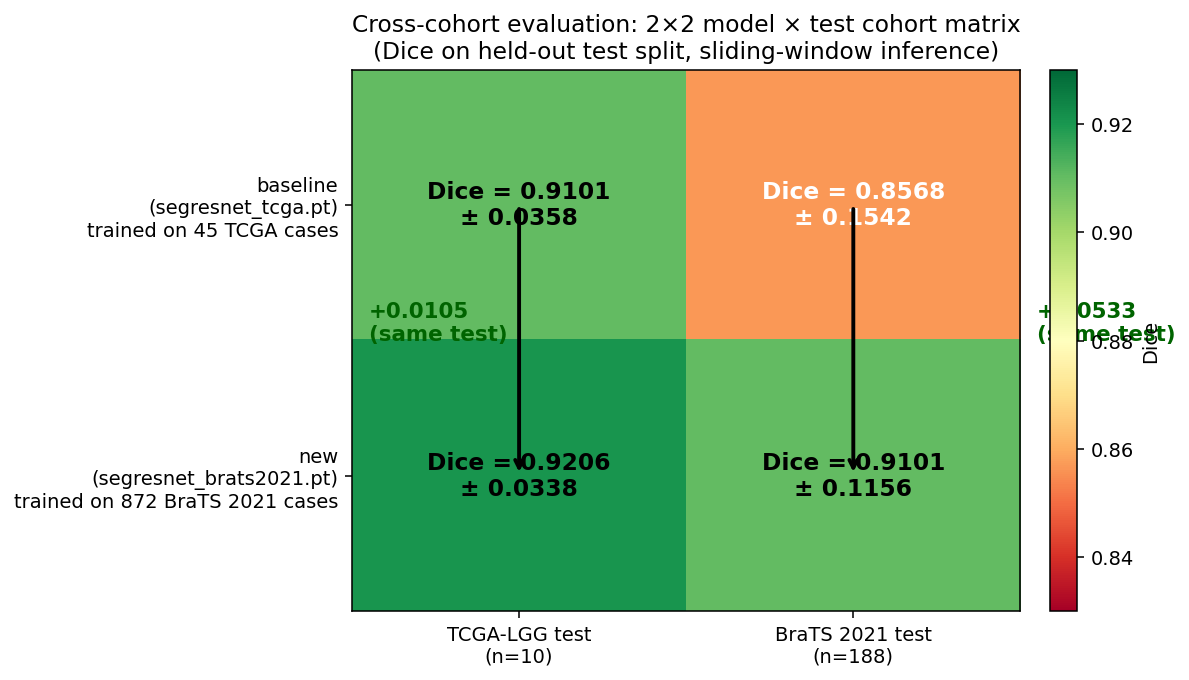 Cross-cohort evaluation: 2×2 model × test cohort matrix
(Dice on held-out test split, sliding-window inference)
baseline
(segresnet_tcga.pt)
trained on 45 TCGA cases
Dice = 0.9101
± 0.0358
Dice = 0.8568
± 0.1542
+0.0105
(same test)
0533
test)
new
(segresnet_brats2021.pt)
trained on 872 BraTS 2021 cases
Dice = 0.9206
± 0.0338
Dice = 0.9101
± 0.1156
TCGA-LGG test
(n=10)
BraTS 2021 test
(n=188)
0.92
0.90
0.88
0.86
0.84
Dice